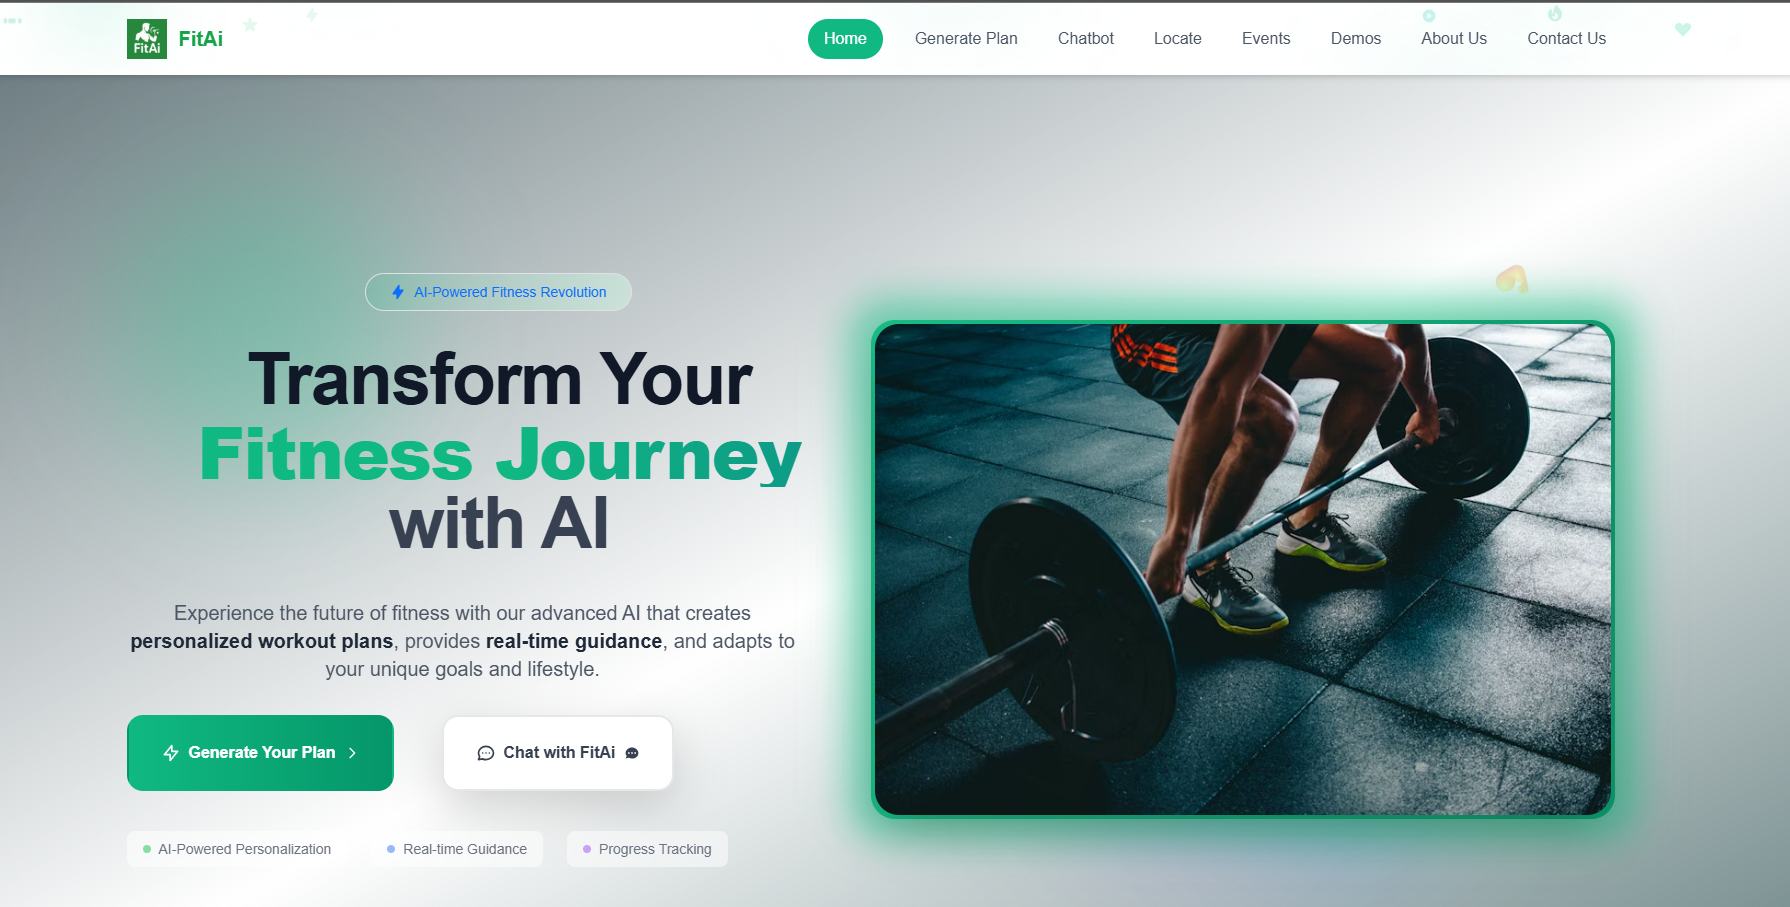 FitAi
FitAi
Home
Generate Plan
Chatbot
Locate
Events
Demos
About Us
Contact Us
AI-Powered Fitness Revolution
Transform Your
Fitness Journey
with AI
Experience the future of fitness with our advanced AI that creates
personalized workout plans, provides real-time guidance, and adapts to
your unique goals and lifestyle.
Generate Your Plan
Chat with FitAi
AI-Powered Personalization
Real-time Guidance
Progress Tracking